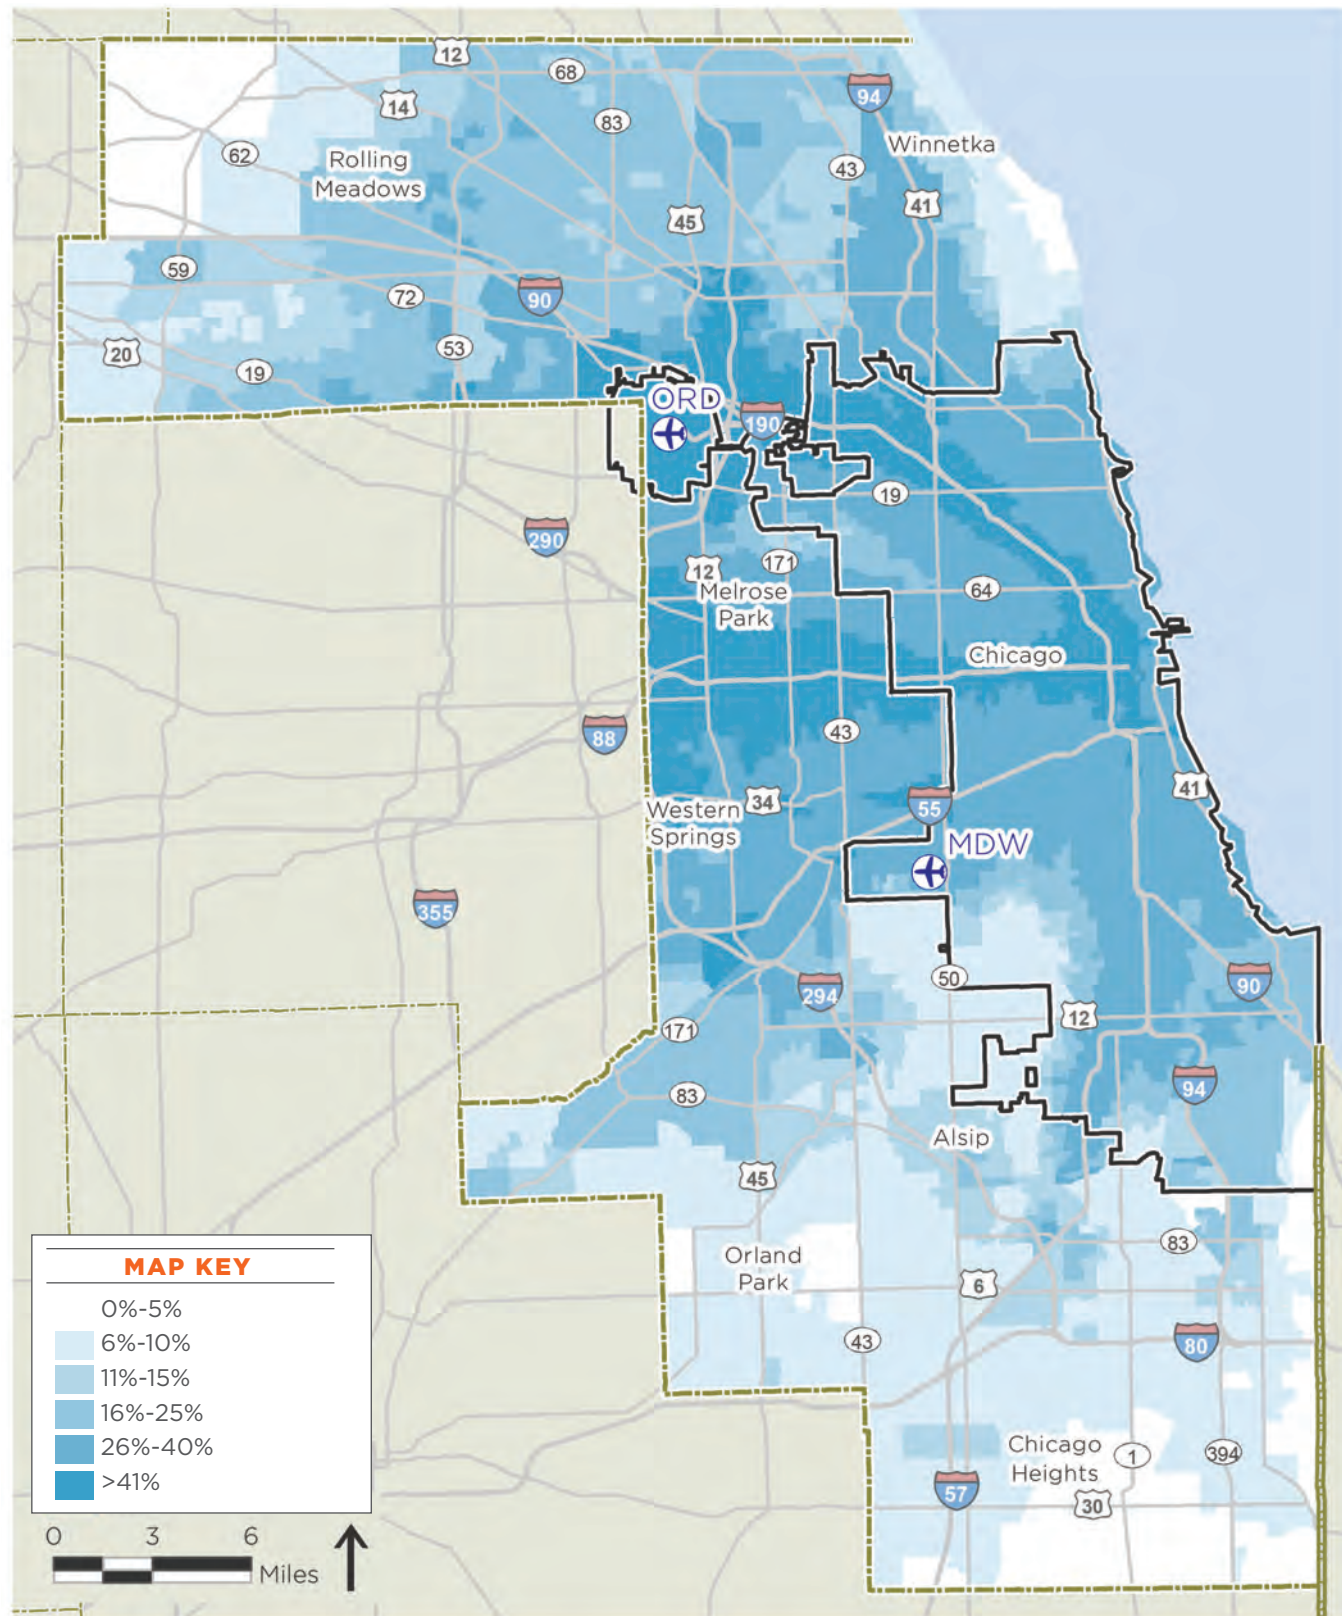 12
68
94
14
83
Winnetka
62
Rolling
Meadows
43
41
45
59
90
72
20
53
19
ORD
190
19
290
12
171
64
Melrose
Park
Chicago
88
43
41
34
55
Western
Springs
MDW
355
50
90
294
12
171
94
83
Alsip
45
83
Orland
Park
6
43
80
Chicago
Heights
1
394
57
30
MAP KEY
0%-5%
6%-10%
11%-15%
16%-25%
26%-40%
>41%
0 3 6
Miles